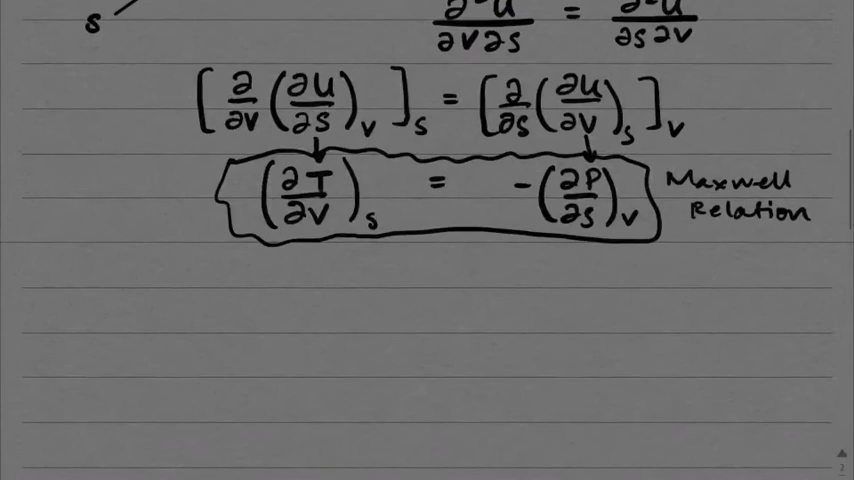 S
∂²U/∂V∂S = ∂²U/∂S∂V
[∂/∂V (∂U/∂S)_V]_S = [∂/∂S (∂U/∂V)_S]_V
(∂T/∂V)_S = -(∂P/∂S)_V Maxwell
Relation